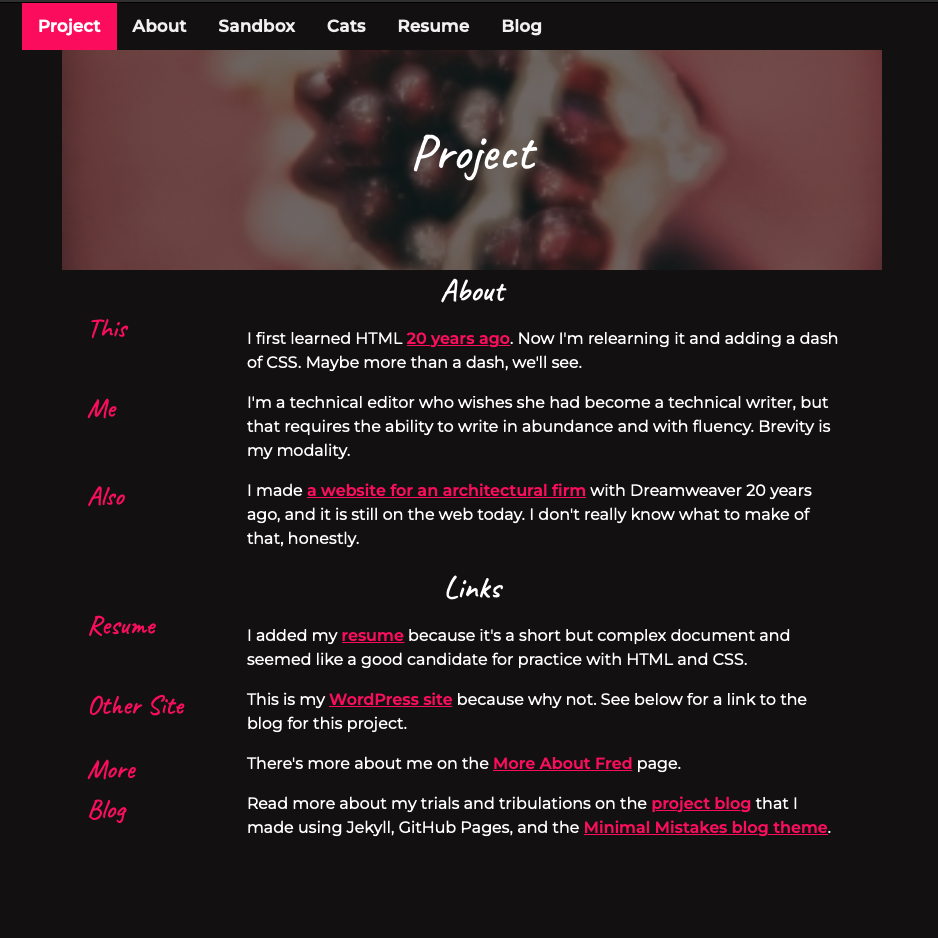 Project About Sandbox Cats Resume Blog
Project
About
This
I first learned HTML 20 years ago. Now I'm relearning it and adding a dash
of CSS. Maybe more than a dash, we'll see.
Me
I'm a technical editor who wishes she had become a technical writer, but
that requires the ability to write in abundance and with fluency. Brevity is
my modality.
Also
I made a website for an architectural firm with Dreamweaver 20 years
ago, and it is still on the web today. I don't really know what to make of
that, honestly.
Links
Resume
I added my resume because it's a short but complex document and
seemed like a good candidate for practice with HTML and CSS.
Other Site
This is my WordPress site because why not. See below for a link to the
blog for this project.
More
There's more about me on the More About Fred page.
Blog
Read more about my trials and tribulations on the project blog that I
made using Jekyll, GitHub Pages, and the Minimal Mistakes blog theme.